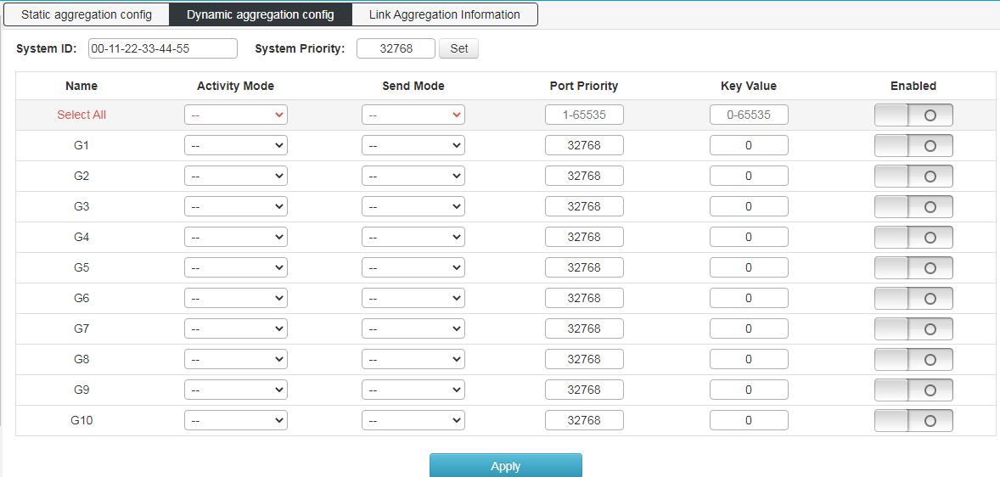 Static aggregation config Dynamic aggregation config Link Aggregation Information
System ID: 00-11-22-33-44-55 System Priority: 32768 Set
Name Activity Mode Send Mode Port Priority Key Value Enabled
Select All -- -- 1-65535 0-65535
G1 -- -- 32768 0
G2 -- -- 32768 0
G3 -- -- 32768 0
G4 -- -- 32768 0
G5 -- -- 32768 0
G6 -- -- 32768 0
G7 -- -- 32768 0
G8 -- -- 32768 0
G9 -- -- 32768 0
G10 -- -- 32768 0
Apply